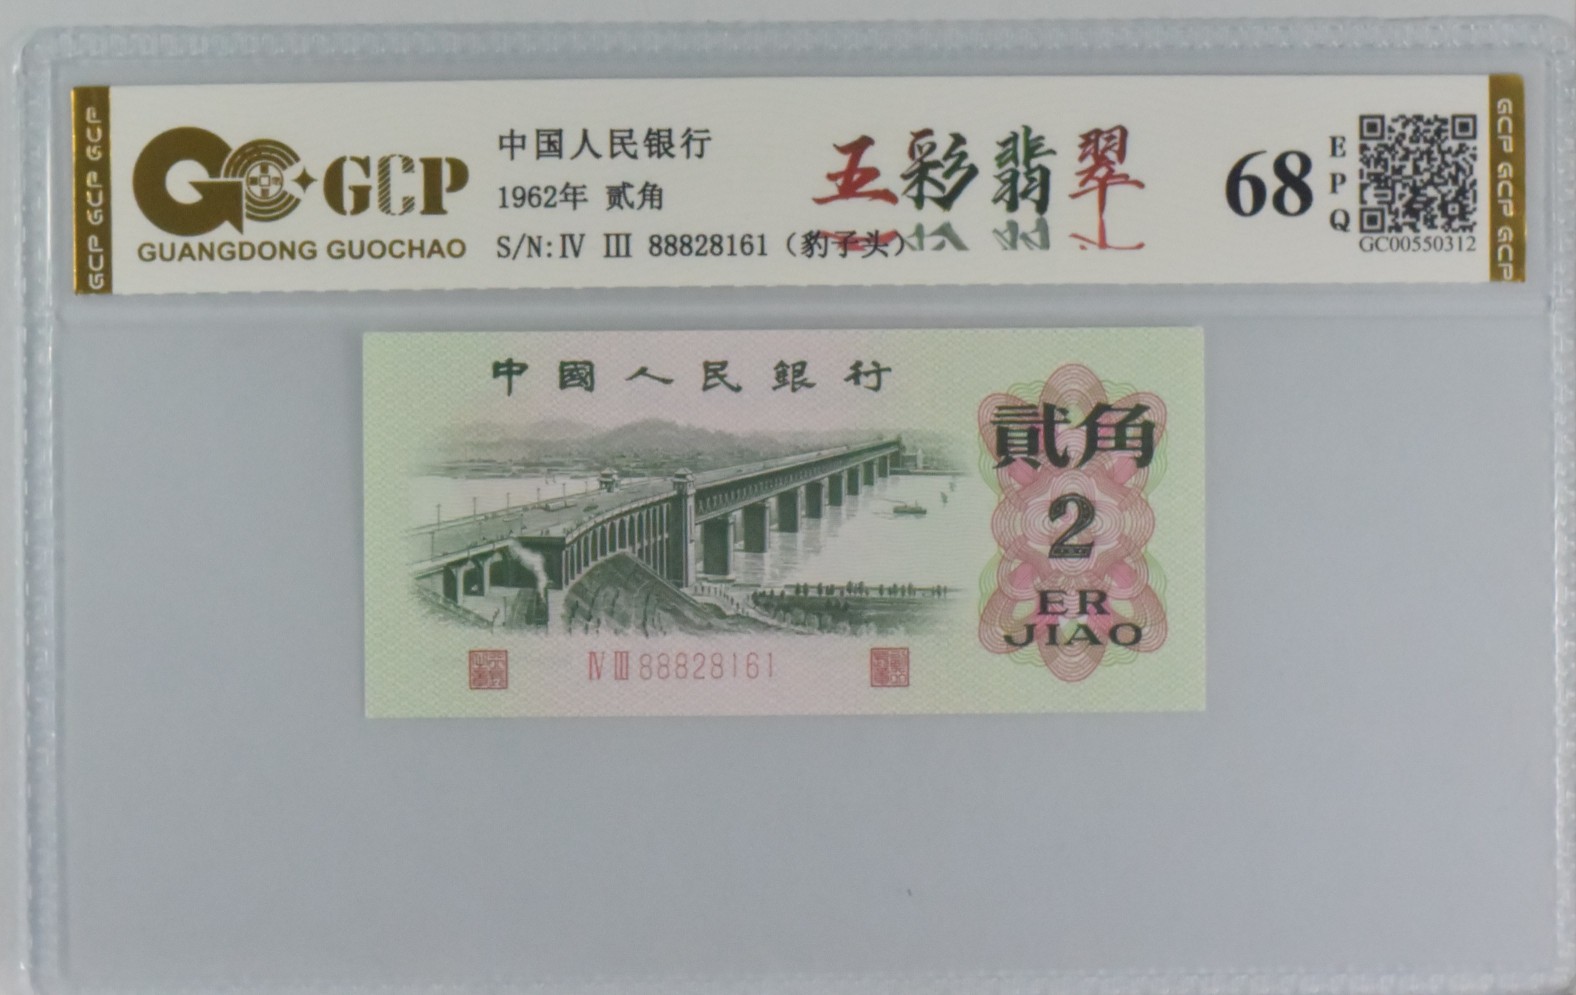 GCP GCP GCP
GCP
GUANGDONG GUOCHAO
中国人民银行
1962年 贰角
S/N:Ⅳ Ⅲ 88828161（豹子头）
五彩翡翠
68
EPQ
GC00550312
GCP GCP GCP
中國人民銀行
貳角
2
ER
JIAO
Ⅳ Ⅲ 88828161